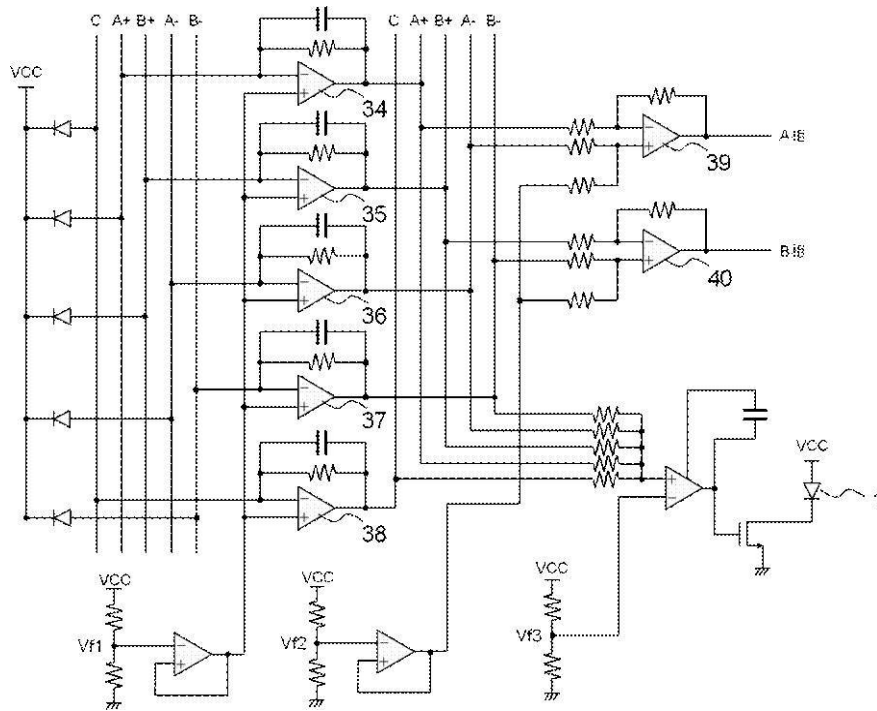 C A+ B+ A- B-
C A+ B+ A- B-
VCC
34
35
36
37
38
39
40
VCC
VCC
VCC
VCC
Vf1
Vf2
Vf3